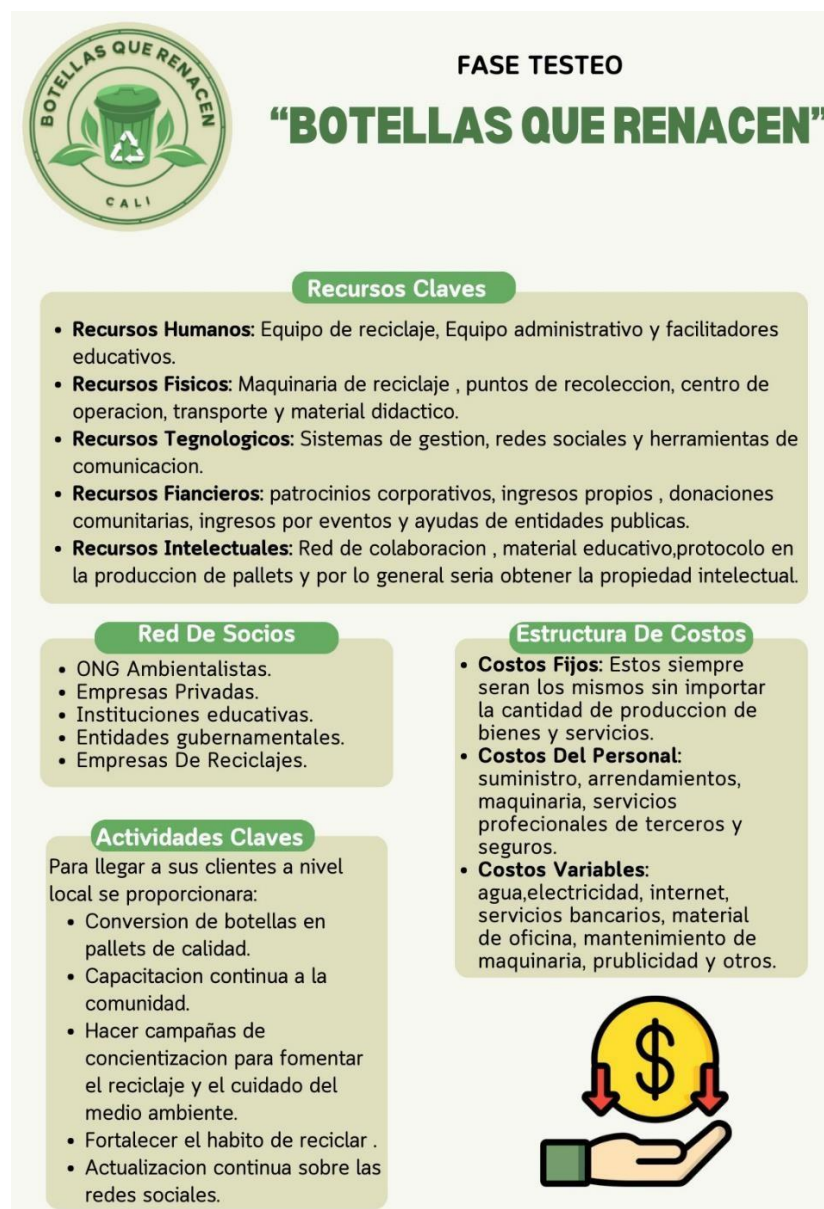 BOTELLAS QUE RENACEN
CALI
FASE TESTEO
“BOTELLAS QUE RENACEN”
Recursos Claves
• Recursos Humanos: Equipo de reciclaje, Equipo administrativo y facilitadores
educativos.
• Recursos Fisicos: Maquinaria de reciclaje , puntos de recoleccion, centro de
operacion, transporte y material didactico.
• Recursos Tegnologicos: Sistemas de gestion, redes sociales y herramientas de
comunicacion.
• Recursos Fiancieros: patrocinios corporativos, ingresos propios , donaciones
comunitarias, ingresos por eventos y ayudas de entidades publicas.
• Recursos Intelectuales: Red de colaboracion , material educativo,protocolo en
la produccion de pallets y por lo general seria obtener la propiedad intelectual.
Red De Socios
• ONG Ambientalistas.
• Empresas Privadas.
• Instituciones educativas.
• Entidades gubernamentales.
• Empresas De Reciclajes.
Actividades Claves
Para llegar a sus clientes a nivel
local se proporcionara:
• Conversion de botellas en
pallets de calidad.
• Capacitacion continua a la
comunidad.
• Hacer campañas de
concientizacion para fomentar
el reciclaje y el cuidado del
medio ambiente.
• Fortalecer el habito de reciclar .
• Actualizacion continua sobre las
redes sociales.
Estructura De Costos
• Costos Fijos: Estos siempre
seran los mismos sin importar
la cantidad de produccion de
bienes y servicios.
• Costos Del Personal:
suministro, arrendamientos,
maquinaria, servicios
profecionales de terceros y
seguros.
• Costos Variables:
agua,electricidad, internet,
servicios bancarios, material
de oficina, mantenimiento de
maquinaria, prublicidad y otros.
$